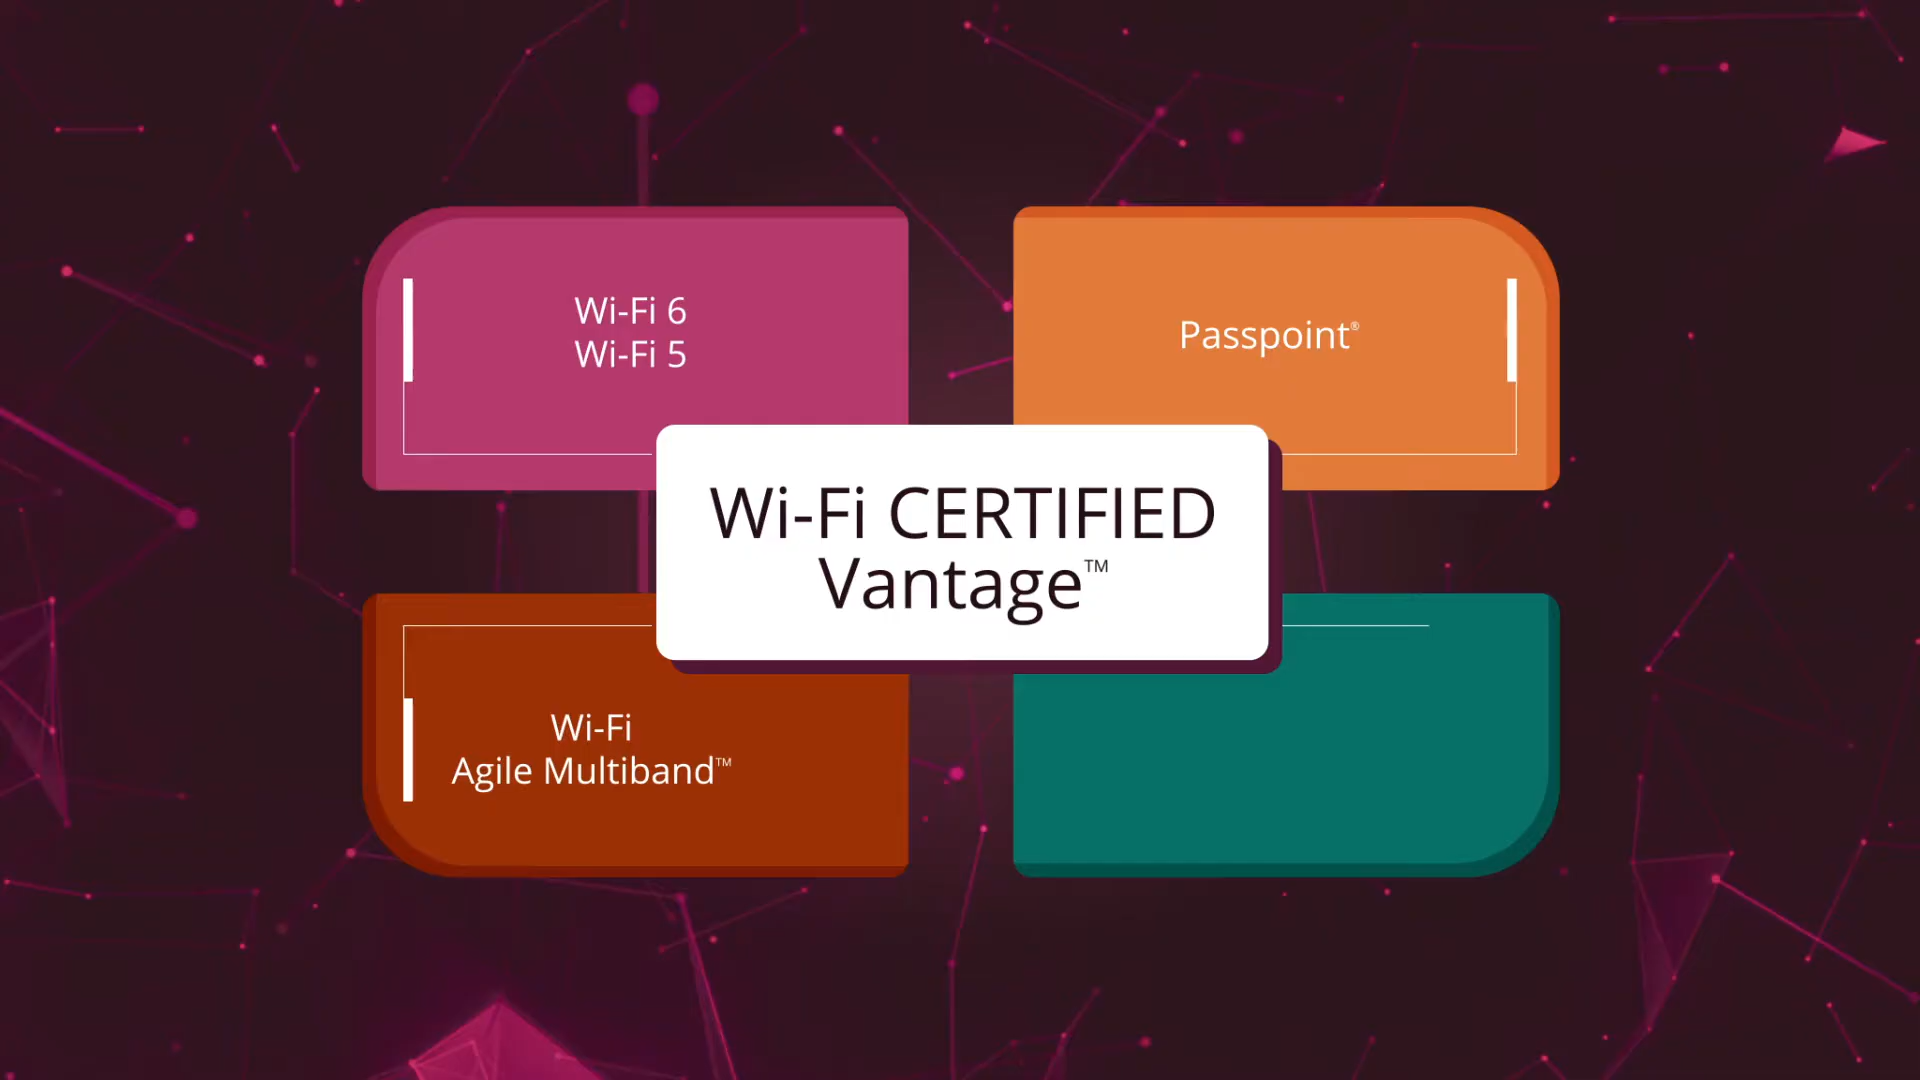 Wi-Fi 6
Wi-Fi 5
Passpoint®
Wi-Fi CERTIFIED
Vantage™
Wi-Fi
Agile Multiband™